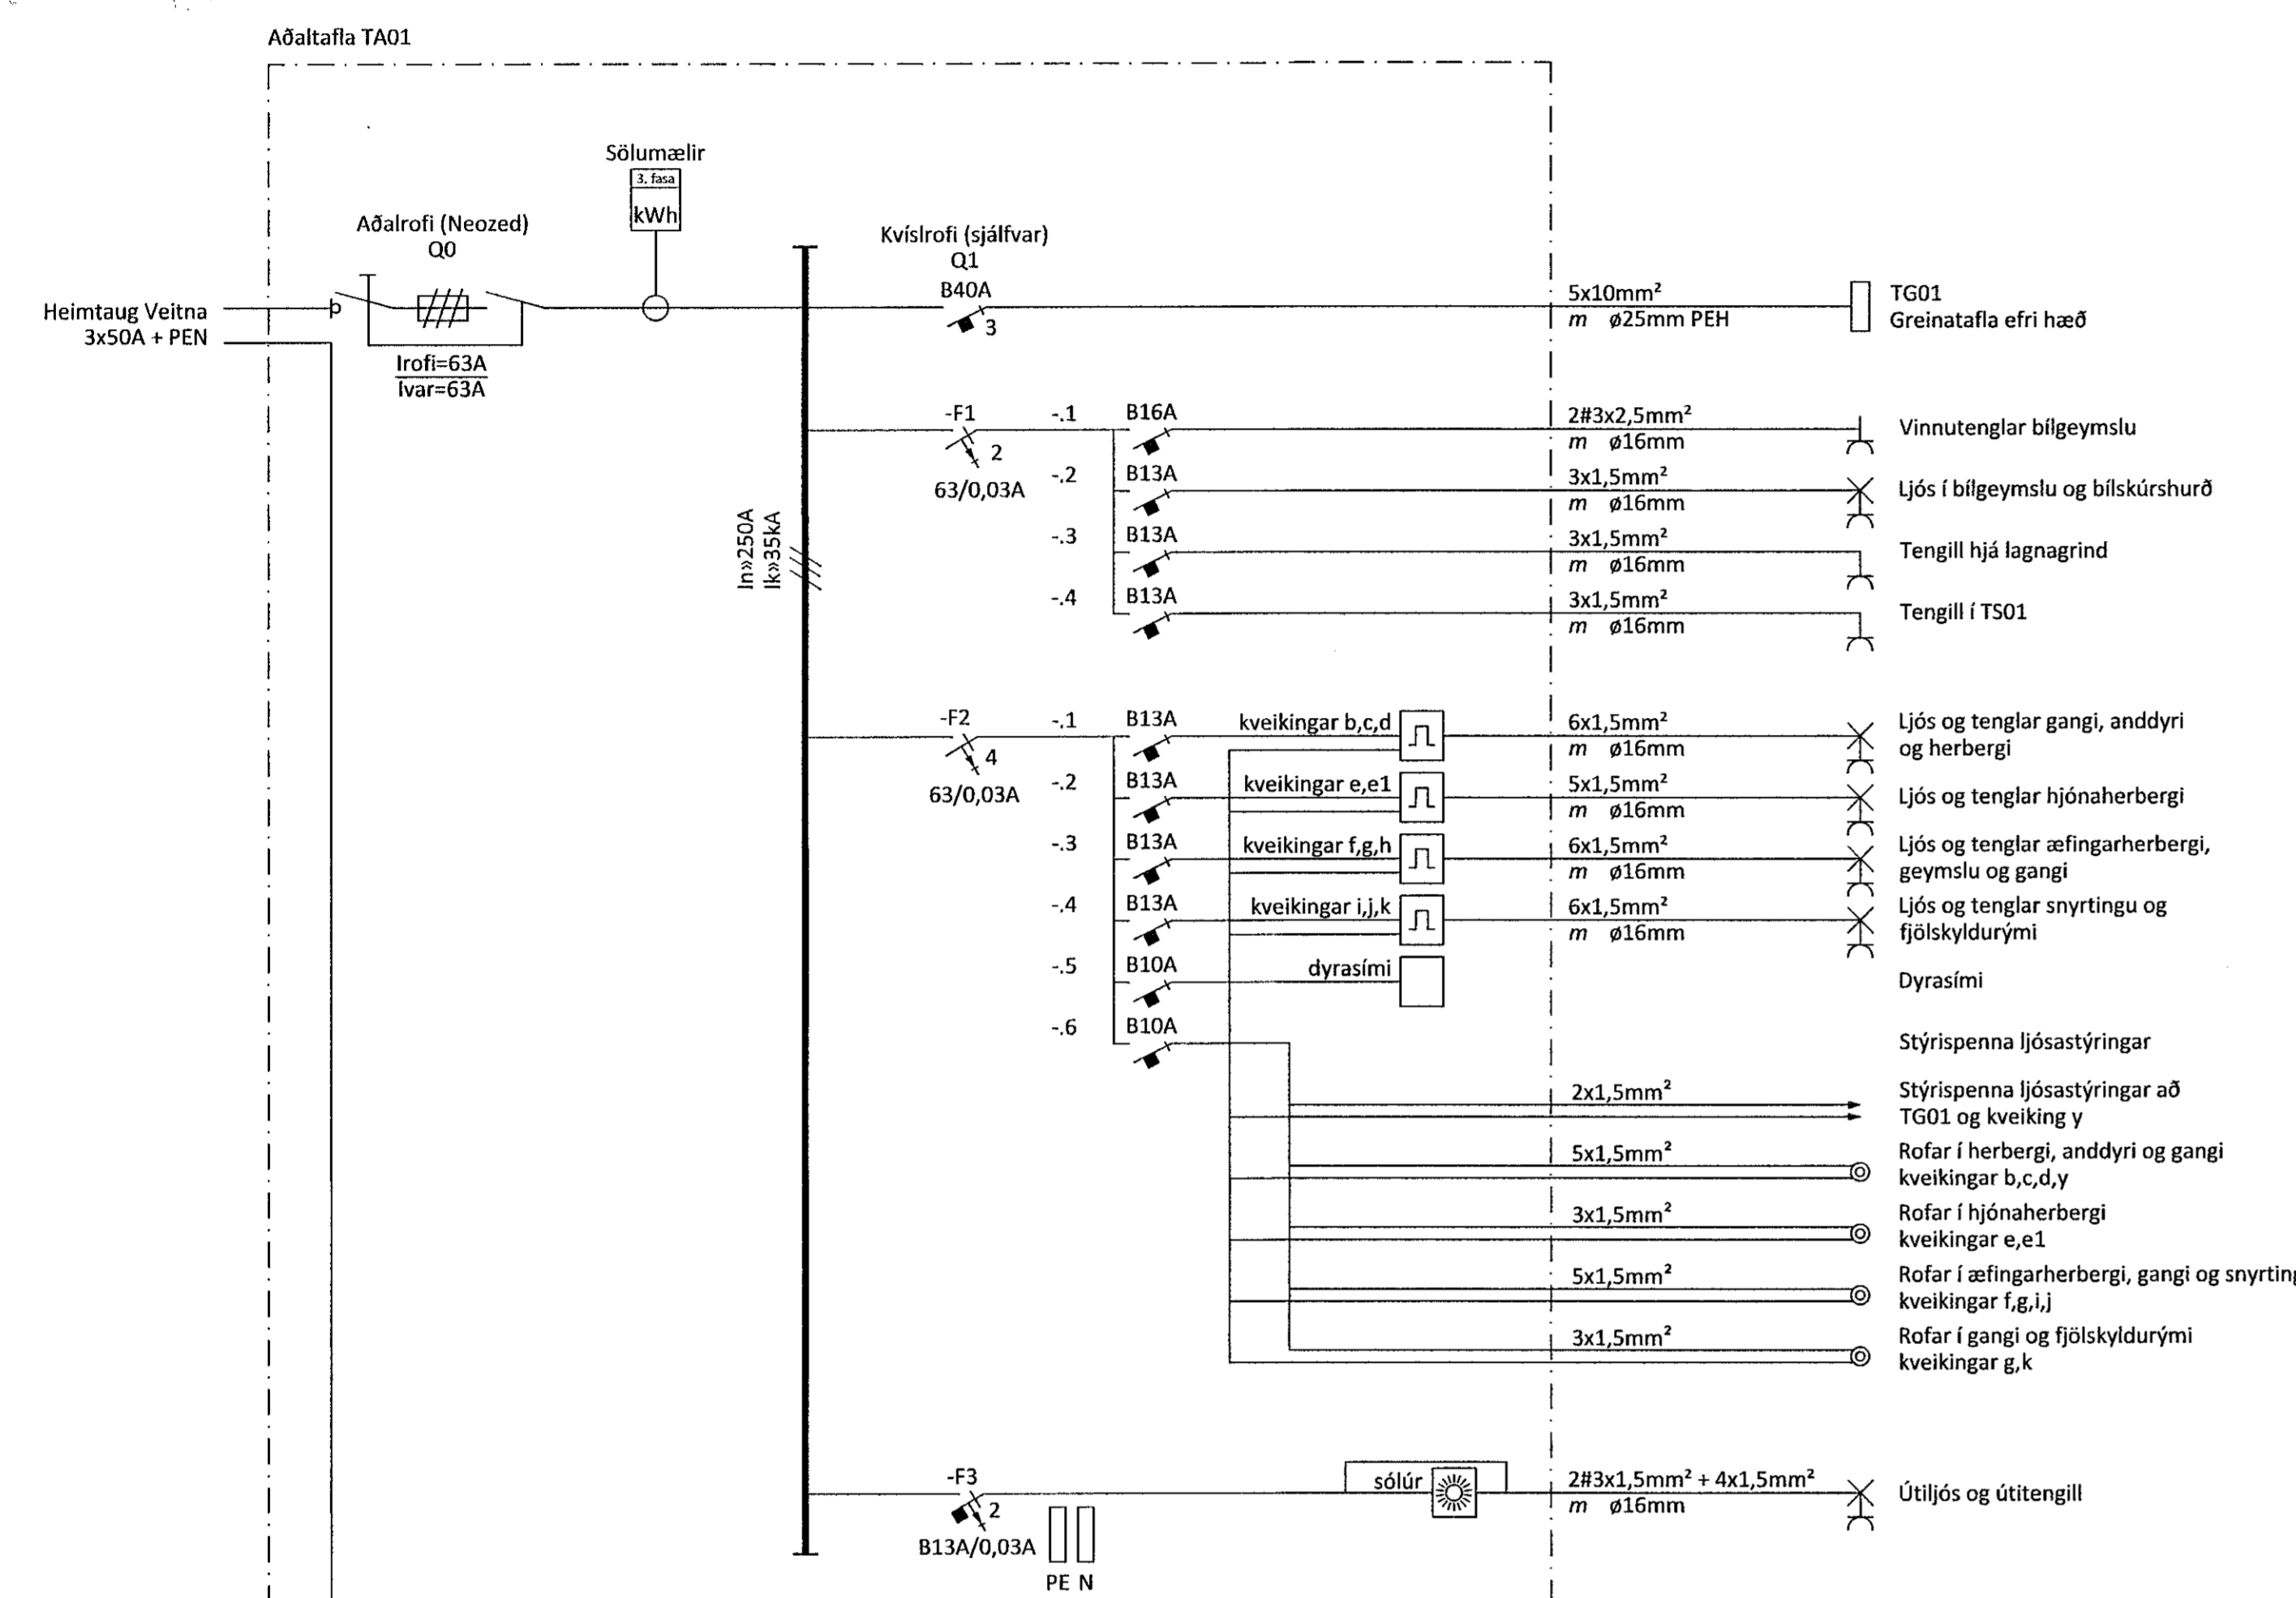 Aðaltafla TA01
Sölumælir
3. fasa
kWh
Aðalrofi (Neozed)
Q0
Kvíslrofi (sjálfvar)
Q1
B40A
3
Heimtaug Veitna
3x50A + PEN
Irofi=63A
Ivar=63A
5x10mm²
m ø25mm PEH
TG01
Greinatafla efri hæð
In»250A
Ik»35kA
-F1
2
63/0,03A
-.1
B16A
2#3x2,5mm²
m ø16mm
Vinnutenglar bílgeymslu
-.2
B13A
3x1,5mm²
m ø16mm
Ljós í bílgeymslu og bílskúrshurð
-.3
B13A
3x1,5mm²
m ø16mm
Tengill hjá lagnagrind
-.4
B13A
3x1,5mm²
m ø16mm
Tengill í TS01
-F2
4
63/0,03A
-.1
B13A
kveikingar b,c,d
6x1,5mm²
m ø16mm
Ljós og tenglar gangi, anddyri
og herbergi
-.2
B13A
kveikingar e,e1
5x1,5mm²
m ø16mm
Ljós og tenglar hjónaherbergi
-.3
B13A
kveikingar f,g,h
6x1,5mm²
m ø16mm
Ljós og tenglar æfingarherbergi,
geymslu og gangi
-.4
B13A
kveikingar i,j,k
6x1,5mm²
m ø16mm
Ljós og tenglar snyrtingu og
fjölskyldurými
-.5
B10A
dyrasími
Dyrasími
-.6
B10A
Stýrispenna ljósastýringar
2x1,5mm²
Stýrispenna ljósastýringar að
TG01 og kveiking y
5x1,5mm²
Rofar í herbergi, anddyri og gangi
kveikingar b,c,d,y
3x1,5mm²
Rofar í hjónaherbergi
kveikingar e,e1
5x1,5mm²
Rofar í æfingarherbergi, gangi og snyrting
kveikingar f,g,i,j
3x1,5mm²
Rofar í gangi og fjölskyldurými
kveikingar g,k
-F3
2
B13A/0,03A
PE N
sólúr
2#3x1,5mm² + 4x1,5mm²
m ø16mm
Útiljós og útitengill